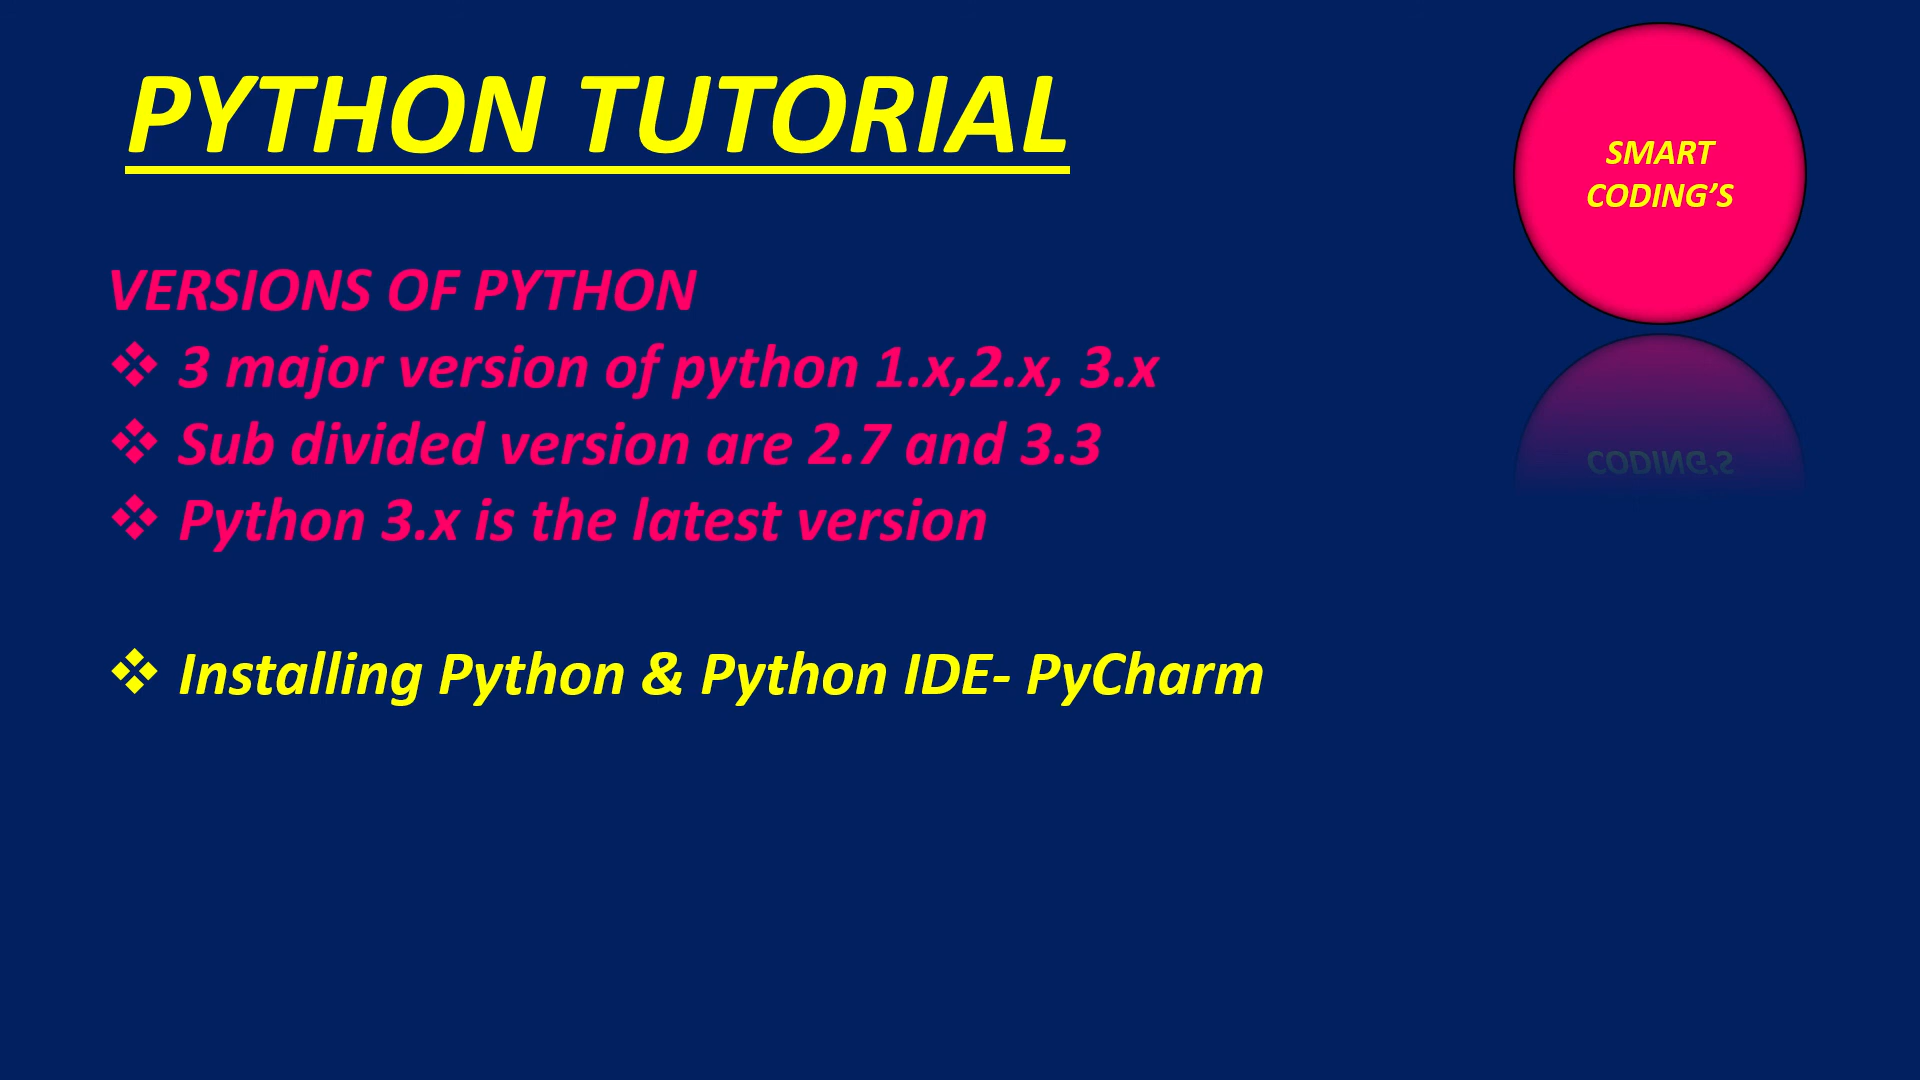 PYTHON TUTORIAL
SMART
CODING’S
VERSIONS OF PYTHON
❖ 3 major version of python 1.x,2.x, 3.x
❖ Sub divided version are 2.7 and 3.3
❖ Python 3.x is the latest version
❖ Installing Python & Python IDE- PyCharm
CODING’S